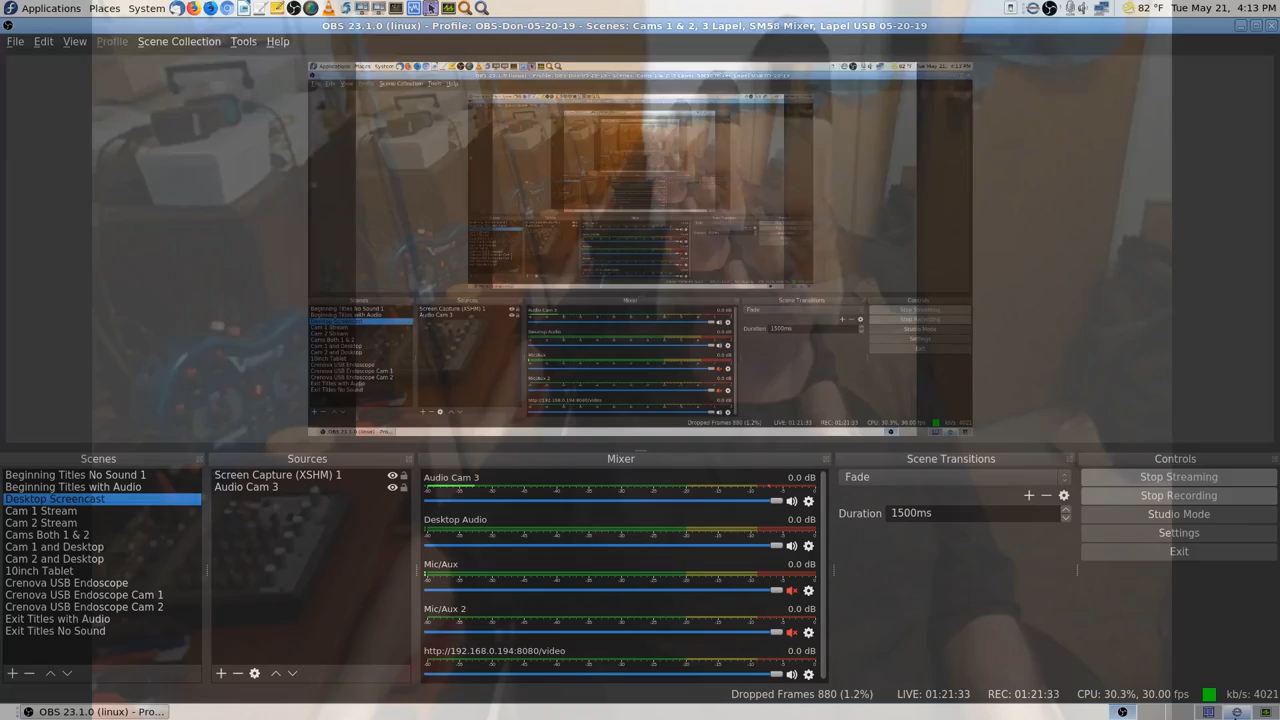 Applications Places System
82 °F Tue May 21, 4:13 PM
OBS 23.1.0 (linux) - Profile: OBS-Don-05-20-19 - Scenes: Cams 1 & 2, 3 Lapel, SM58 Mixer, Lapel USB 05-20-19
File Edit View Profile Scene Collection Tools Help
Scenes
Beginning Titles No Sound 1
Beginning Titles with Audio
Desktop Screencast
Cam 1 Stream
Cam 2 Stream
Cams Both 1 & 2
Cam 1 and Desktop
Cam 2 and Desktop
10inch Tablet
Crenova USB Endoscope
Crenova USB Endoscope Cam 1
Crenova USB Endoscope Cam 2
Exit Titles with Audio
Exit Titles No Sound
Sources
Screen Capture (XSHM) 1
Audio Cam 3
Mixer
Audio Cam 3 0.0 dB
Desktop Audio 0.0 dB
Mic/Aux 0.0 dB
Mic/Aux 2 0.0 dB
http://192.168.0.194:8080/video 0.0 dB
Scene Transitions
Fade
Duration 1500ms
Controls
Stop Streaming
Stop Recording
Studio Mode
Settings
Exit
Dropped Frames 880 (1.2%) LIVE: 01:21:33 REC: 01:21:33 CPU: 30.3%, 30.00 fps kb/s: 4021
OBS 23.1.0 (linux) - Pro...